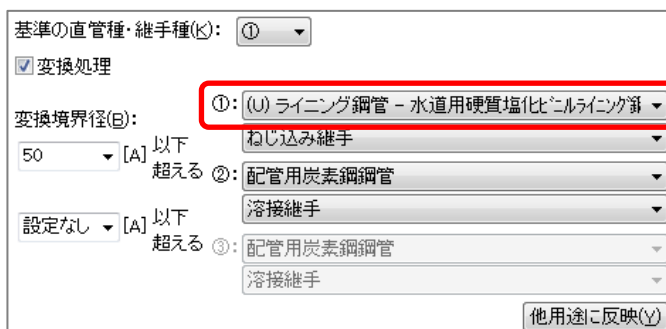 基準の直管種・継手種(K): ①
変換処理
①: (U) ライニング鋼管 - 水道用硬質塩化ビニルライニング鋼
変換境界径(B):
ねじ込み継手
50 [A] 以下
超える ②: 配管用炭素鋼鋼管
溶接継手
設定なし [A] 以下
超える ③: 配管用炭素鋼鋼管
溶接継手
他用途に反映(Y)